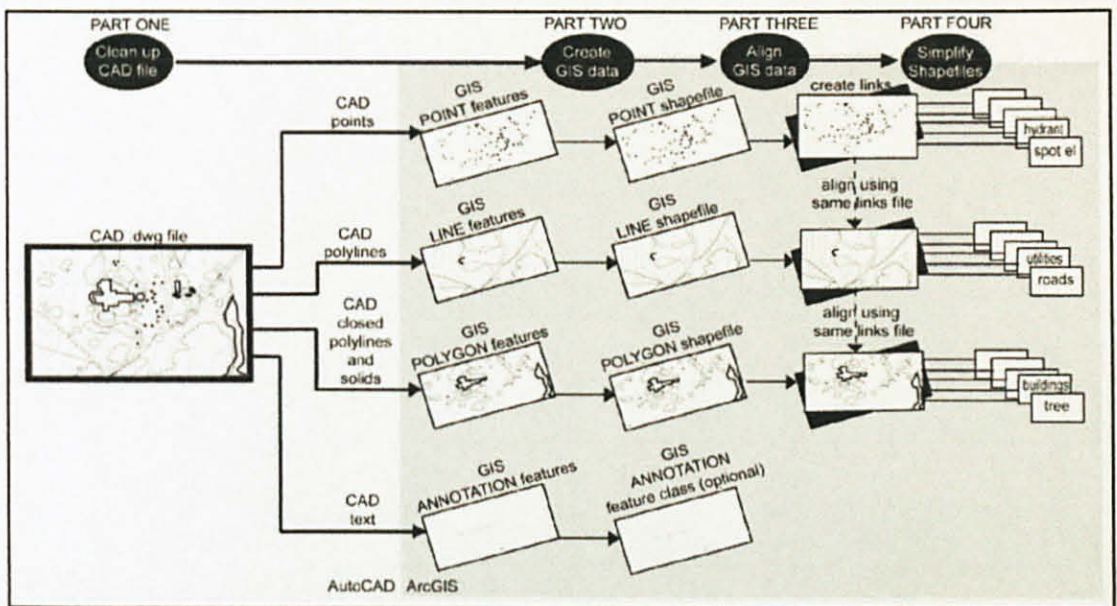 PART ONE
PART TWO
PART THREE
PART FOUR
Clean up
CAD file
Create
GIS data
Align
GIS data
Simplify
Shapefiles
CAD
points
GIS
POINT features
GIS
POINT shapefile
create links
hydrant
spot el
align using
same links file
CAD .dwg file
CAD
polylines
GIS
LINE features
GIS
LINE shapefile
utilities
roads
align using
same links file
CAD
closed
polylines
and
solids
GIS
POLYGON features
GIS
POLYGON shapefile
buildings
tree
CAD
text
GIS
ANNOTATION features
GIS
ANNOTATION
feature class (optional)
AutoCAD
ArcGIS